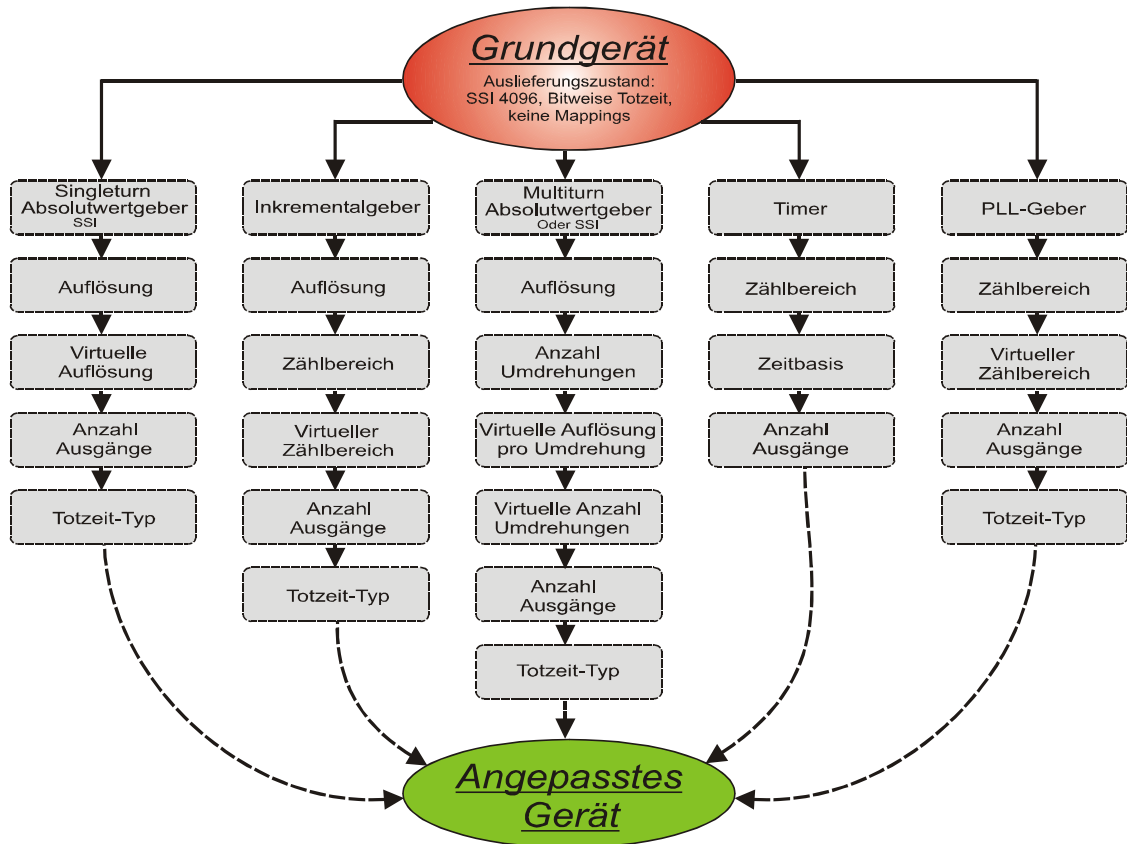 Grundgerät
Auslieferungszustand:
SSI 4096, Bitweise Totzeit,
keine Mappings
Singleturn
Absolutwertgeber
SSI
Auflösung
Virtuelle
Auflösung
Anzahl
Ausgänge
Totzeit-Typ
Inkrementalgeber
Auflösung
Zählbereich
Virtueller
Zählbereich
Anzahl
Ausgänge
Totzeit-Typ
Multiturn
Absolutwertgeber
Oder SSI
Auflösung
Anzahl
Umdrehungen
Virtuelle Auflösung
pro Umdrehung
Virtuelle Anzahl
Umdrehungen
Anzahl
Ausgänge
Totzeit-Typ
Timer
Zählbereich
Zeitbasis
Anzahl
Ausgänge
PLL-Geber
Zählbereich
Virtueller
Zählbereich
Anzahl
Ausgänge
Totzeit-Typ
Angepasstes
Gerät